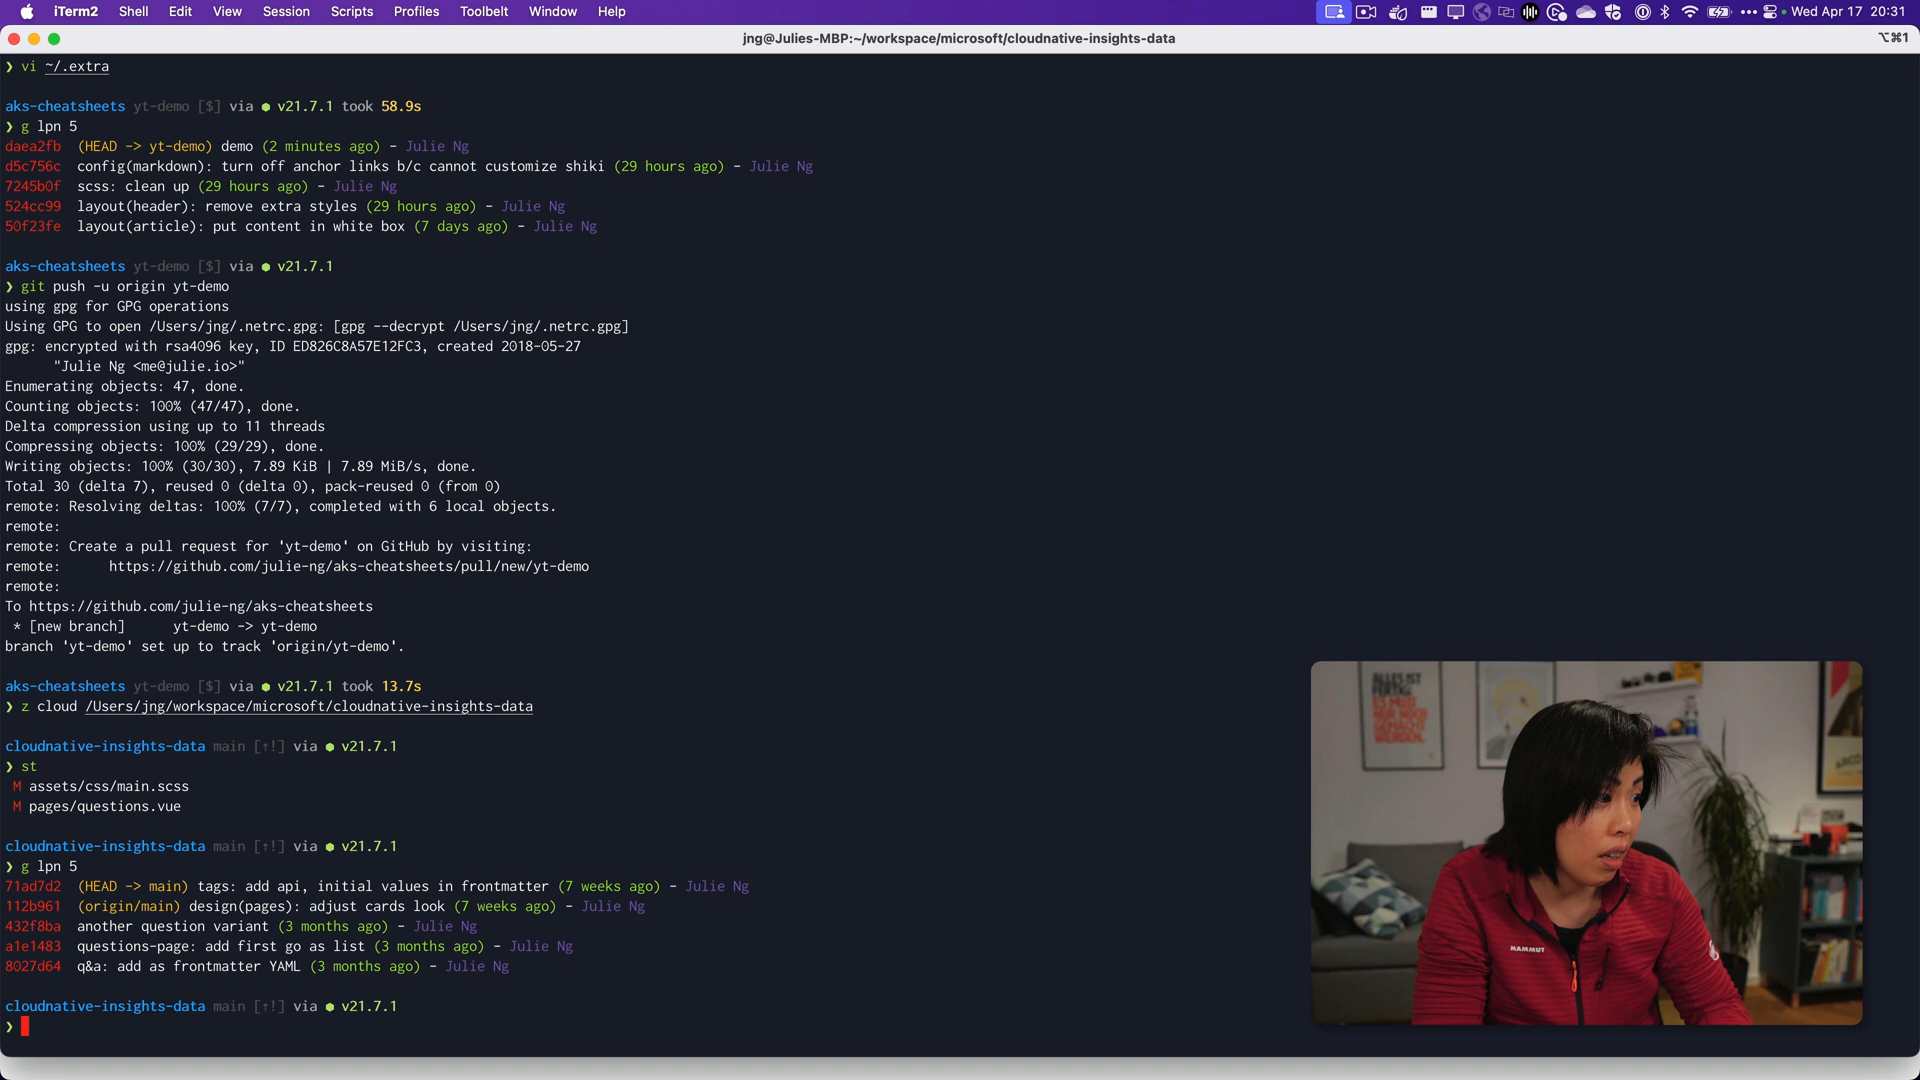 iTerm2 Shell Edit View Session Scripts Profiles Toolbelt Window Help Wed Apr 17 20:31
jng@Julies-MBP:~/workspace/microsoft/cloudnative-insights-data ⌥⌘1
❯ vi ~/.extra
aks-cheatsheets yt-demo [$] via ⬢ v21.7.1 took 58.9s
❯ g lpn 5
daea2fb (HEAD -> yt-demo) demo (2 minutes ago) - Julie Ng
d5c756c config(markdown): turn off anchor links b/c cannot customize shiki (29 hours ago) - Julie Ng
7245b0f scss: clean up (29 hours ago) - Julie Ng
524cc99 layout(header): remove extra styles (29 hours ago) - Julie Ng
50f23fe layout(article): put content in white box (7 days ago) - Julie Ng
aks-cheatsheets yt-demo [$] via ⬢ v21.7.1
❯ git push -u origin yt-demo
using gpg for GPG operations
Using GPG to open /Users/jng/.netrc.gpg: [gpg --decrypt /Users/jng/.netrc.gpg]
gpg: encrypted with rsa4096 key, ID ED826C8A57E12FC3, created 2018-05-27
"Julie Ng <me@julie.io>"
Enumerating objects: 47, done.
Counting objects: 100% (47/47), done.
Delta compression using up to 11 threads
Compressing objects: 100% (29/29), done.
Writing objects: 100% (30/30), 7.89 KiB | 7.89 MiB/s, done.
Total 30 (delta 7), reused 0 (delta 0), pack-reused 0 (from 0)
remote: Resolving deltas: 100% (7/7), completed with 6 local objects.
remote:
remote: Create a pull request for 'yt-demo' on GitHub by visiting:
remote: https://github.com/julie-ng/aks-cheatsheets/pull/new/yt-demo
remote:
To https://github.com/julie-ng/aks-cheatsheets
* [new branch] yt-demo -> yt-demo
branch 'yt-demo' set up to track 'origin/yt-demo'.
aks-cheatsheets yt-demo [$] via ⬢ v21.7.1 took 13.7s
❯ z cloud /Users/jng/workspace/microsoft/cloudnative-insights-data
cloudnative-insights-data main [⇡!] via ⬢ v21.7.1
❯ st
M assets/css/main.scss
M pages/questions.vue
cloudnative-insights-data main [⇡!] via ⬢ v21.7.1
❯ g lpn 5
71ad7d2 (HEAD -> main) tags: add api, initial values in frontmatter (7 weeks ago) - Julie Ng
112b961 (origin/main) design(pages): adjust cards look (7 weeks ago) - Julie Ng
432f8ba another question variant (3 months ago) - Julie Ng
a1e1483 questions-page: add first go as list (3 months ago) - Julie Ng
8027d64 q&a: add as frontmatter YAML (3 months ago) - Julie Ng
cloudnative-insights-data main [⇡!] via ⬢ v21.7.1
❯
ALLES IST
FERTIG.
ES MUSS
NUR NOCH
GEMACHT
WERDEN.
MAMMUT